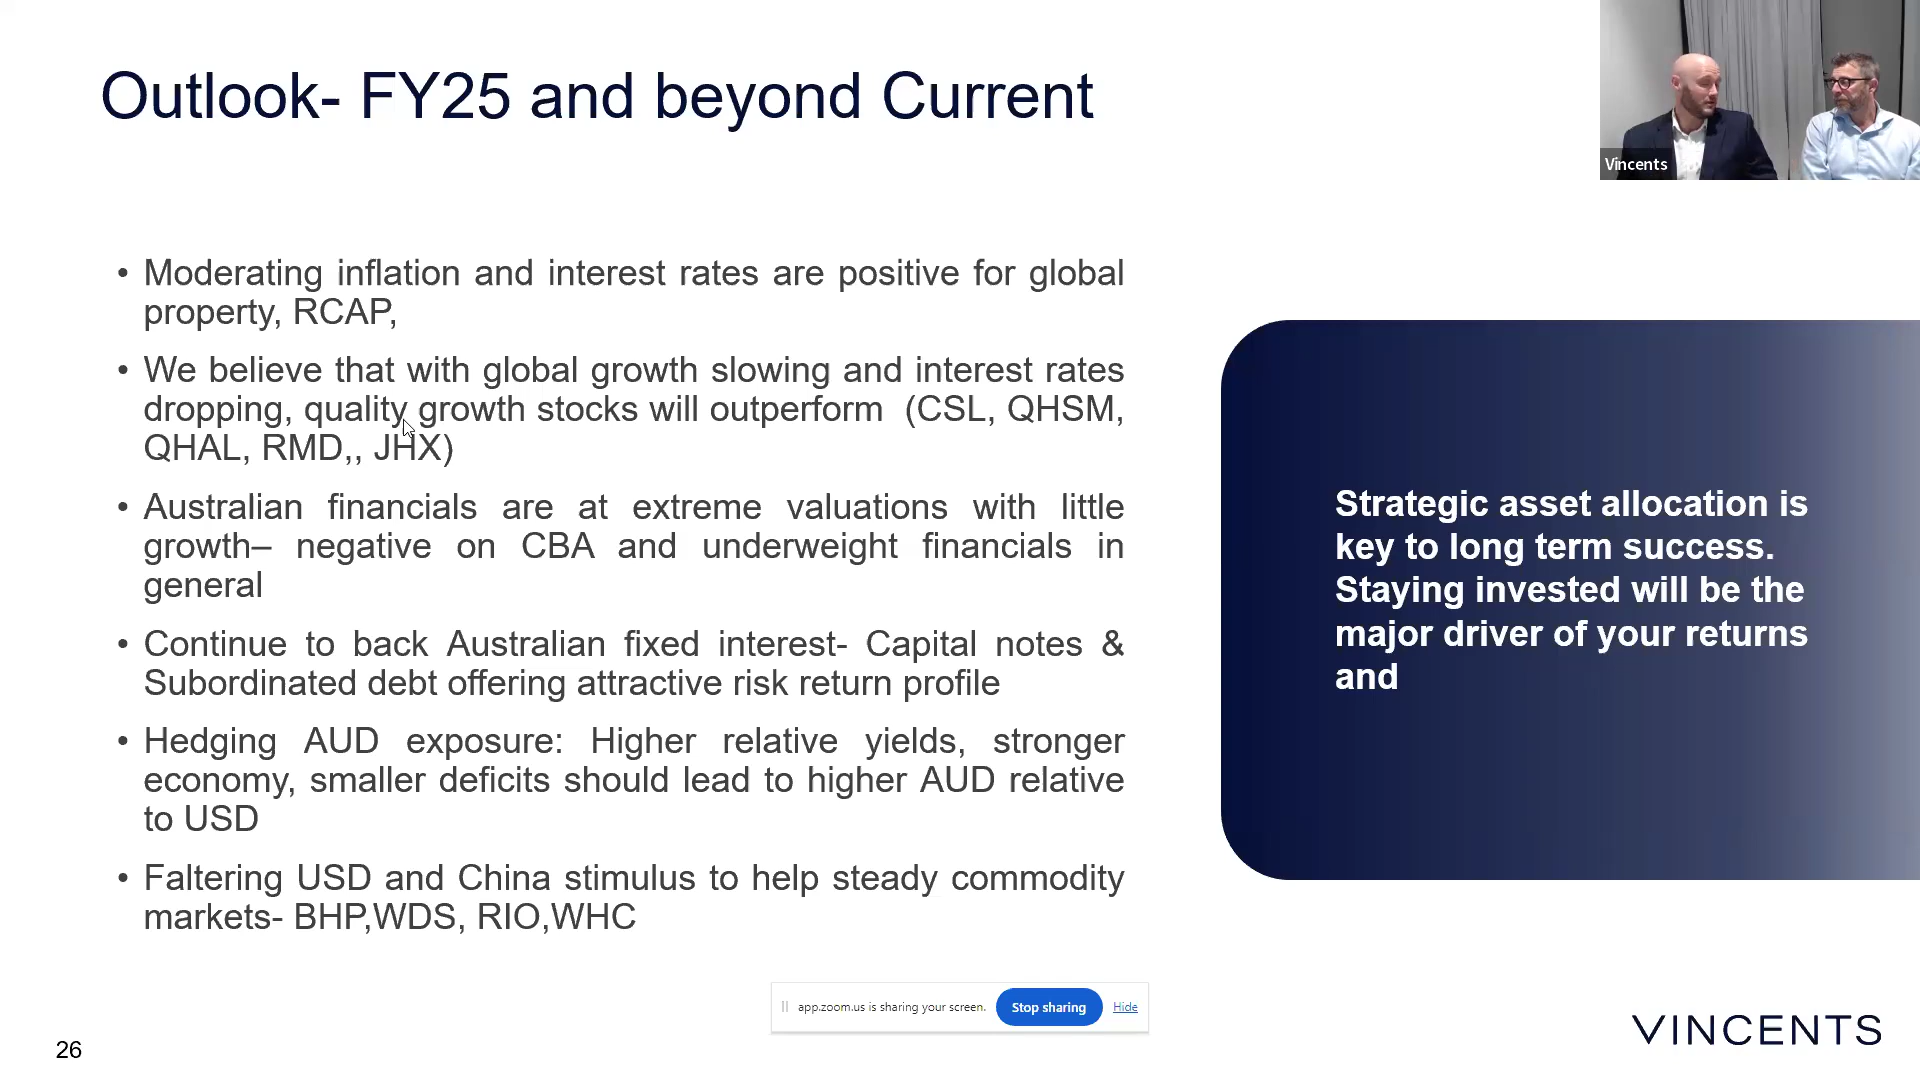 Outlook- FY25 and beyond Current
Vincents
• Moderating inflation and interest rates are positive for global
property, RCAP,
• We believe that with global growth slowing and interest rates
dropping, quality growth stocks will outperform  (CSL, QHSM,
QHAL, RMD,, JHX)
• Australian financials are at extreme valuations with little
growth– negative on CBA and underweight financials in
general
• Continue to back Australian fixed interest- Capital notes &
Subordinated debt offering attractive risk return profile
• Hedging AUD exposure: Higher relative yields, stronger
economy, smaller deficits should lead to higher AUD relative
to USD
• Faltering USD and China stimulus to help steady commodity
markets- BHP,WDS, RIO,WHC
Strategic asset allocation is
key to long term success.
Staying invested will be the
major driver of your returns
and
app.zoom.us is sharing your screen. Stop sharing Hide
26
VINCENTS